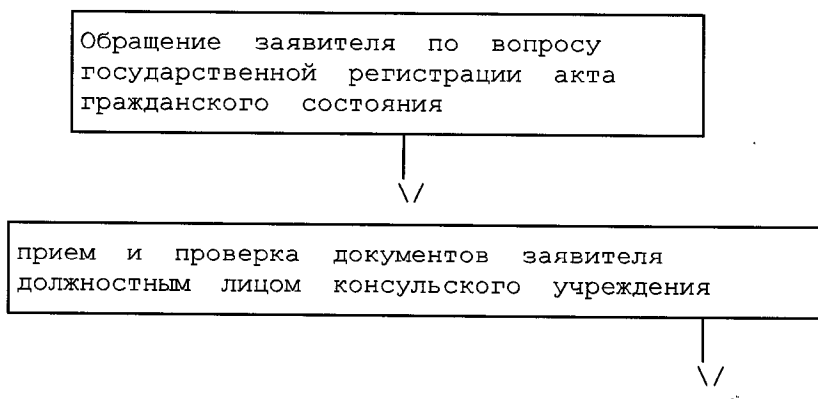 Обращение заявителя по вопросу
государственной регистрации акта
гражданского состояния
прием и проверка документов заявителя
должностным лицом консульского учреждения